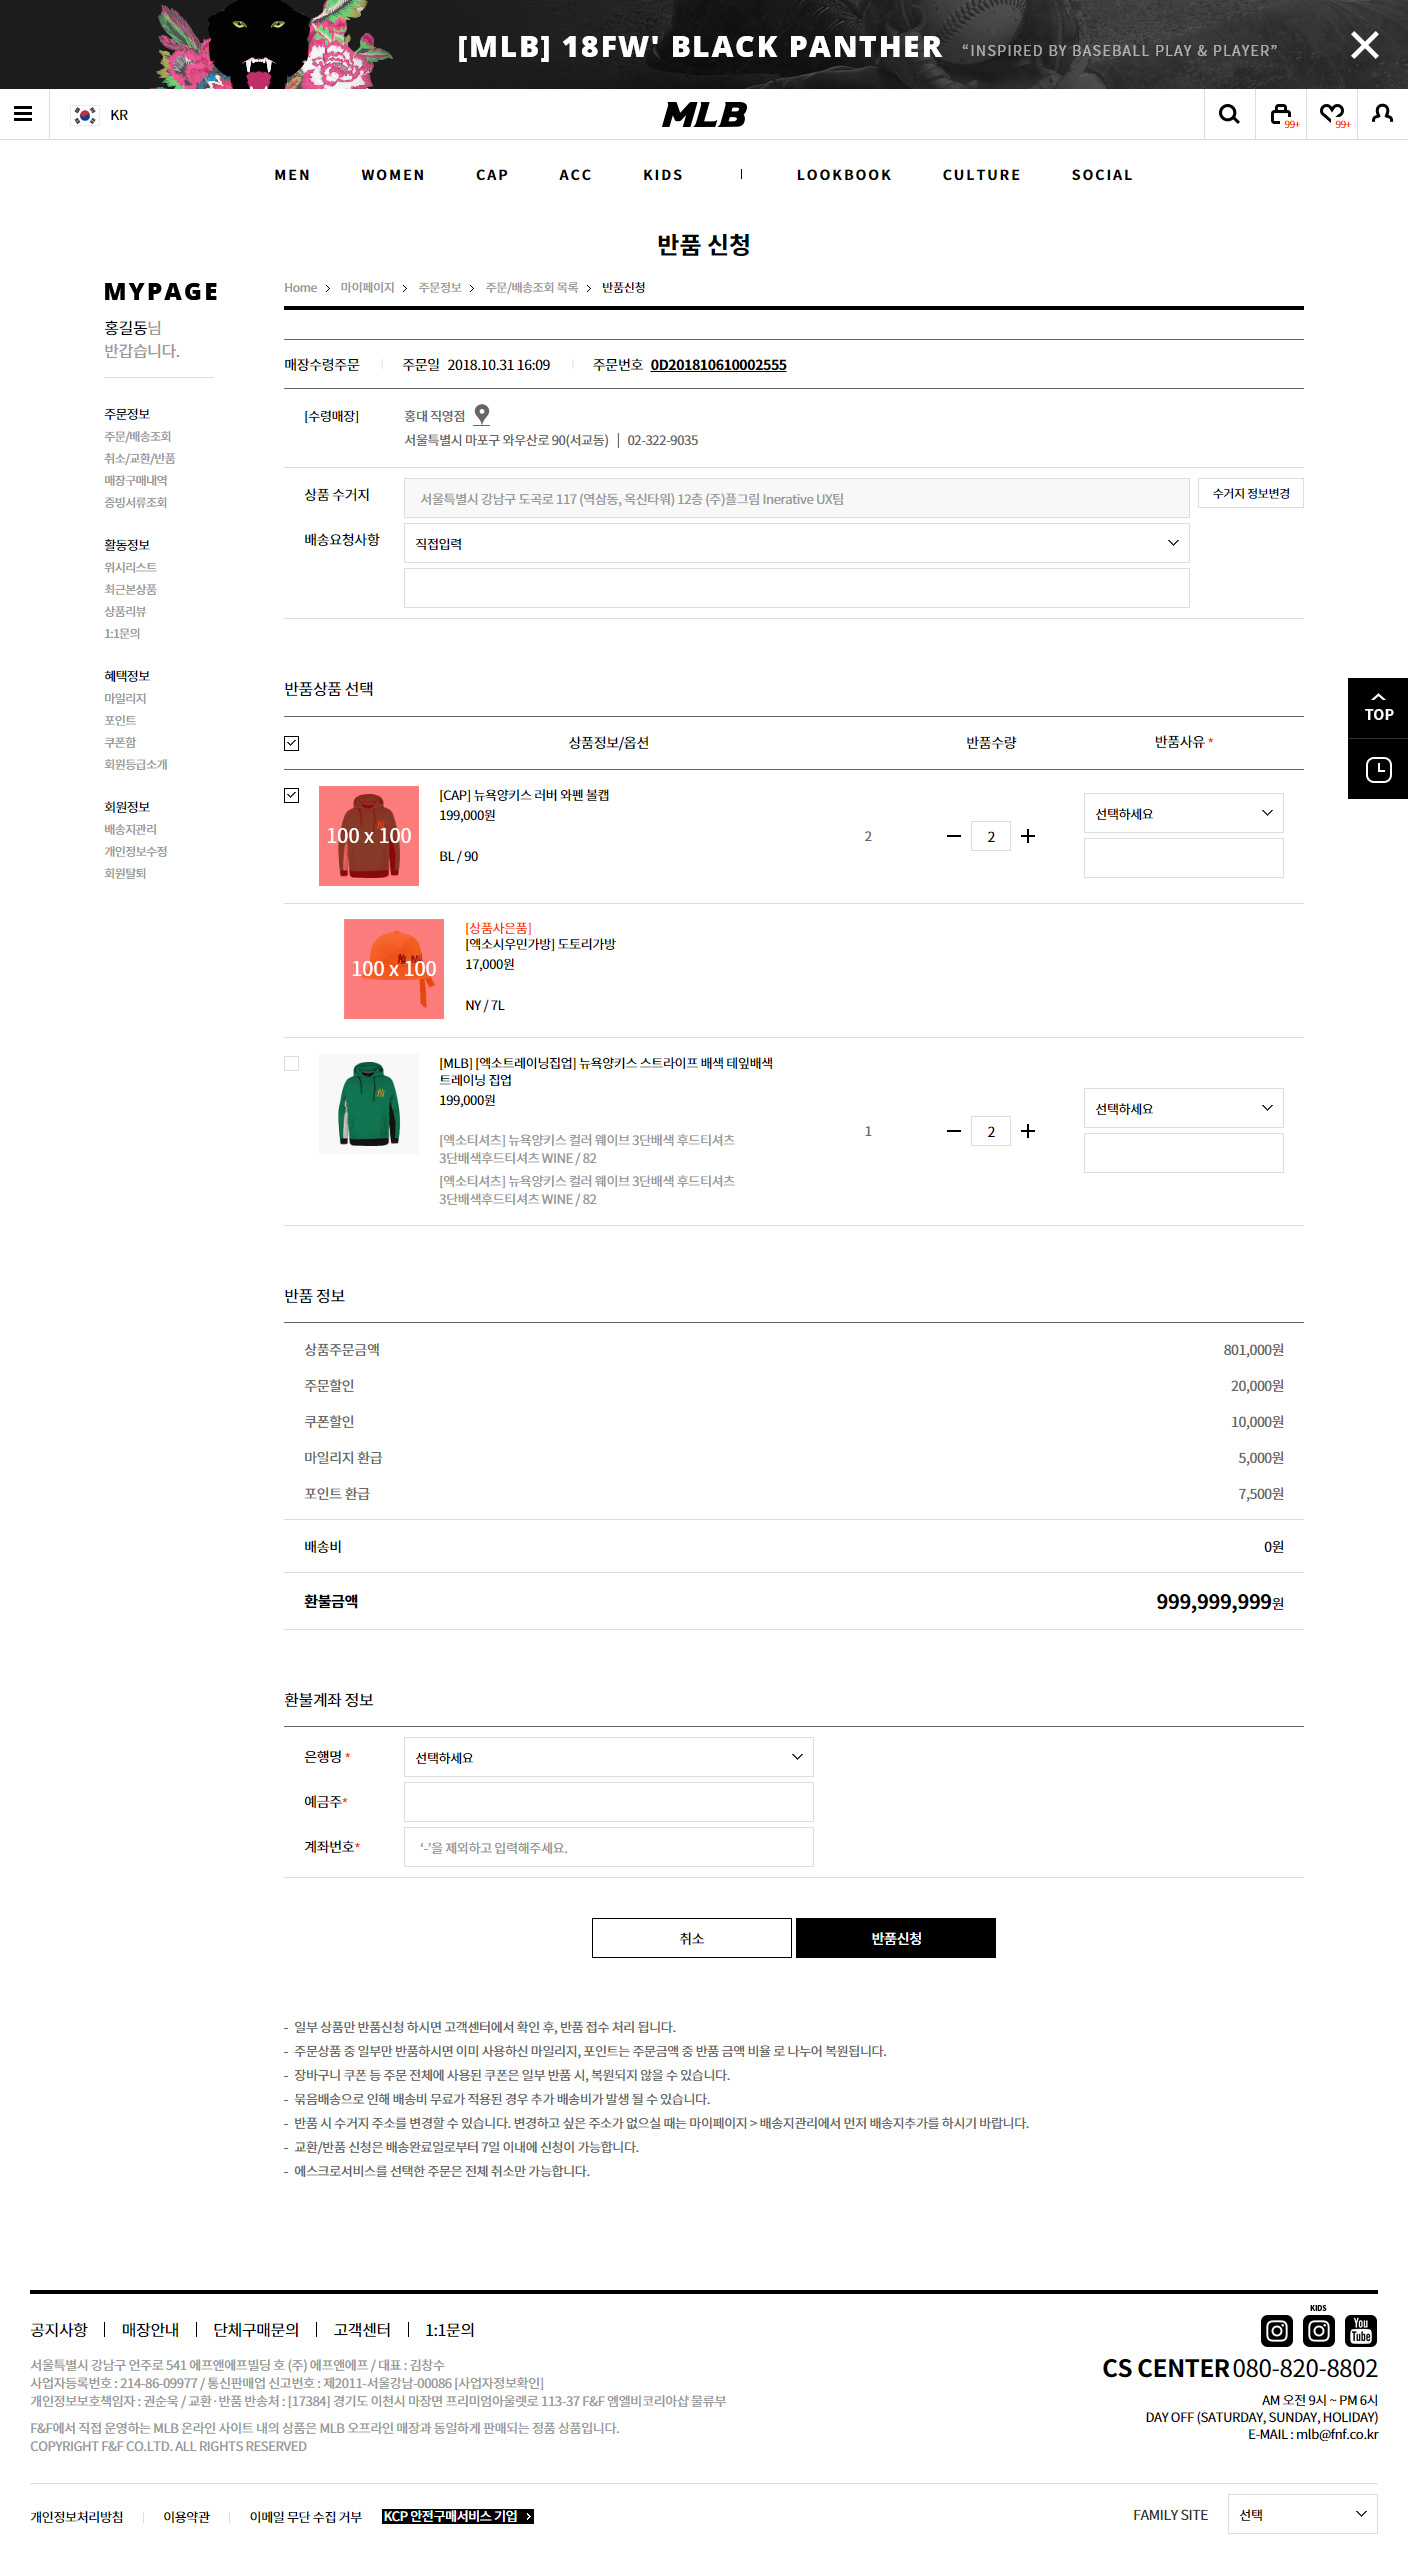 [MLB] 18FW' BLACK PANTHER “INSPIRED BY BASEBALL PLAY & PLAYER”
KR
MLB
99+
99+
MEN WOMEN CAP ACC KIDS | LOOKBOOK CULTURE SOCIAL
반품 신청
MYPAGE
홍길동님
반갑습니다.
주문정보
주문/배송조회
취소/교환/반품
매장구매내역
증빙서류조회
활동정보
위시리스트
최근본상품
상품리뷰
1:1문의
혜택정보
마일리지
포인트
쿠폰함
회원등급소개
회원정보
배송지관리
개인정보수정
회원탈퇴
Home > 마이페이지 > 주문정보 > 주문/배송조회 목록 > 반품신청
매장수령주문 | 주문일 2018.10.31 16:09 | 주문번호 0D201810610002555
[수령매장] 홍대 직영점
서울특별시 마포구 와우산로 90(서교동) | 02-322-9035
상품 수거지 서울특별시 강남구 도곡로 117 (역삼동, 옥신타워) 12층 (주)플그림 Inerative UX팀 수거지 정보변경
배송요청사항 직접입력
반품상품 선택
상품정보/옵션 반품수량 반품사유 *
100 x 100
[CAP] 뉴욕양키스 러버 와펜 볼캡
199,000원
BL / 90
2
2
선택하세요
100 x 100
[상품사은품]
[엑소시우민가방] 도토리가방
17,000원
NY / 7L
[MLB] [엑소트레이닝집업] 뉴욕양키스 스트라이프 배색 테잎배색
트레이닝 집업
199,000원
[엑소티셔츠] 뉴욕양키스 컬러 웨이브 3단배색 후드티셔츠
3단배색후드티셔츠 WINE / 82
[엑소티셔츠] 뉴욕양키스 컬러 웨이브 3단배색 후드티셔츠
3단배색후드티셔츠 WINE / 82
1
2
선택하세요
TOP
반품 정보
상품주문금액 801,000원
주문할인 20,000원
쿠폰할인 10,000원
마일리지 환급 5,000원
포인트 환급 7,500원
배송비 0원
환불금액 999,999,999원
환불계좌 정보
은행명 * 선택하세요
예금주*
계좌번호* ‘-’을 제외하고 입력해주세요.
취소 반품신청
- 일부 상품만 반품신청 하시면 고객센터에서 확인 후, 반품 접수 처리 됩니다.
- 주문상품 중 일부만 반품하시면 이미 사용하신 마일리지, 포인트는 주문금액 중 반품 금액 비율 로 나누어 복원됩니다.
- 장바구니 쿠폰 등 주문 전체에 사용된 쿠폰은 일부 반품 시, 복원되지 않을 수 있습니다.
- 묶음배송으로 인해 배송비 무료가 적용된 경우 추가 배송비가 발생 될 수 있습니다.
- 반품 시 수거지 주소를 변경할 수 있습니다. 변경하고 싶은 주소가 없으실 때는 마이페이지 > 배송지관리에서 먼저 배송지추가를 하시기 바랍니다.
- 교환/반품 신청은 배송완료일로부터 7일 이내에 신청이 가능합니다.
- 에스크로서비스를 선택한 주문은 전체 취소만 가능합니다.
공지사항 | 매장안내 | 단체구매문의 | 고객센터 | 1:1문의
서울특별시 강남구 언주로 541 에프앤에프빌딩 호 (주) 에프앤에프 / 대표 : 김창수
사업자등록번호 : 214-86-09977 / 통신판매업 신고번호 : 제2011-서울강남-00086 [사업자정보확인]
개인정보보호책임자 : 권순욱 / 교환·반품 반송처 : [17384] 경기도 이천시 마장면 프리미엄아울렛로 113-37 F&F 엠엘비코리아샵 물류부
F&F에서 직접 운영하는 MLB 온라인 사이트 내의 상품은 MLB 오프라인 매장과 동일하게 판매되는 정품 상품입니다.
COPYRIGHT F&F CO.LTD. ALL RIGHTS RESERVED
KIDS
You Tube
CS CENTER 080-820-8802
AM 오전 9시 ~ PM 6시
DAY OFF (SATURDAY, SUNDAY, HOLIDAY)
E-MAIL : mlb@fnf.co.kr
개인정보처리방침 | 이용약관 | 이메일 무단 수집 거부 KCP 안전구매서비스 기업 >
FAMILY SITE 선택